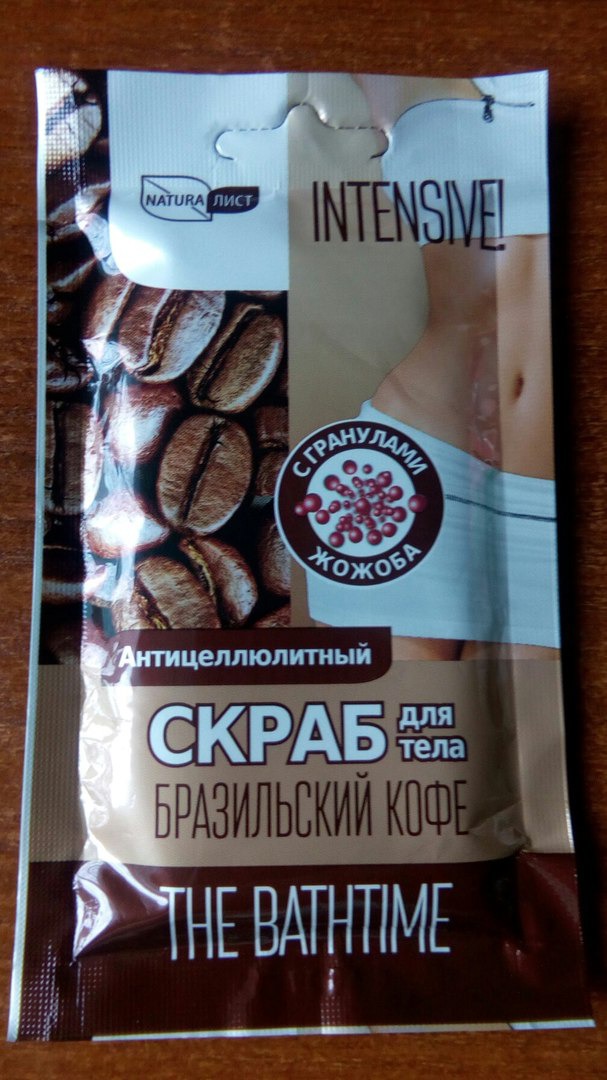 NATURA ЛИСТ
INTENSIVE!
С ГРАНУЛАМИ
ЖОЖОБА
Антицеллюлитный
СКРАБ для
тела
БРАЗИЛЬСКИЙ КОФЕ
THE BATHTIME